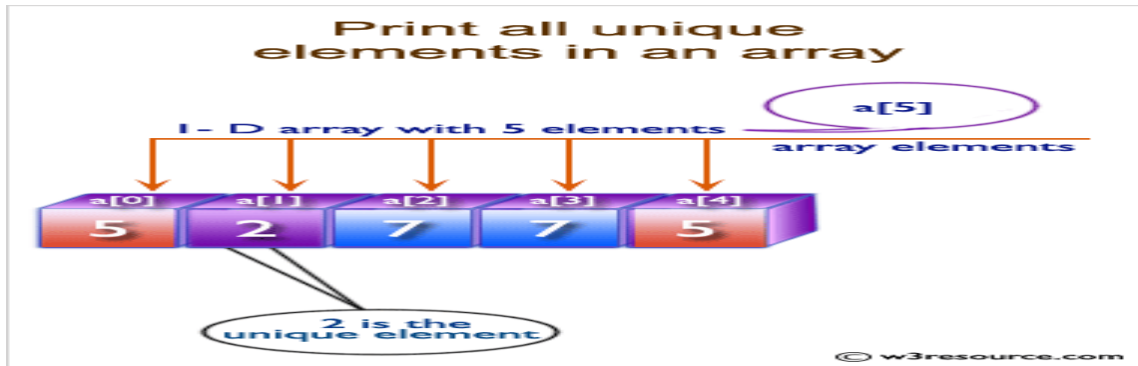 Print all unique
elements in an array
a[5]
1 - D array with 5 elements
array elements
a[0] a[1] a[2] a[3] a[4]
5 2 7 7 5
2 is the
unique element
© w3resource.com